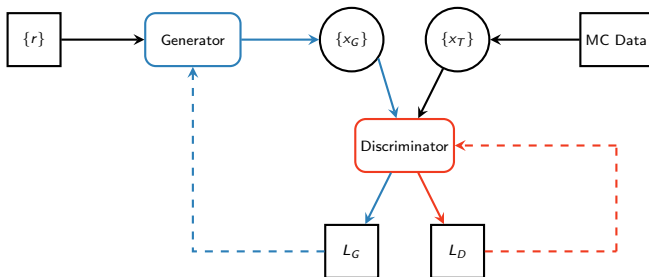 {r}
Generator
{x_G}
{x_T}
MC Data
Discriminator
L_G
L_D